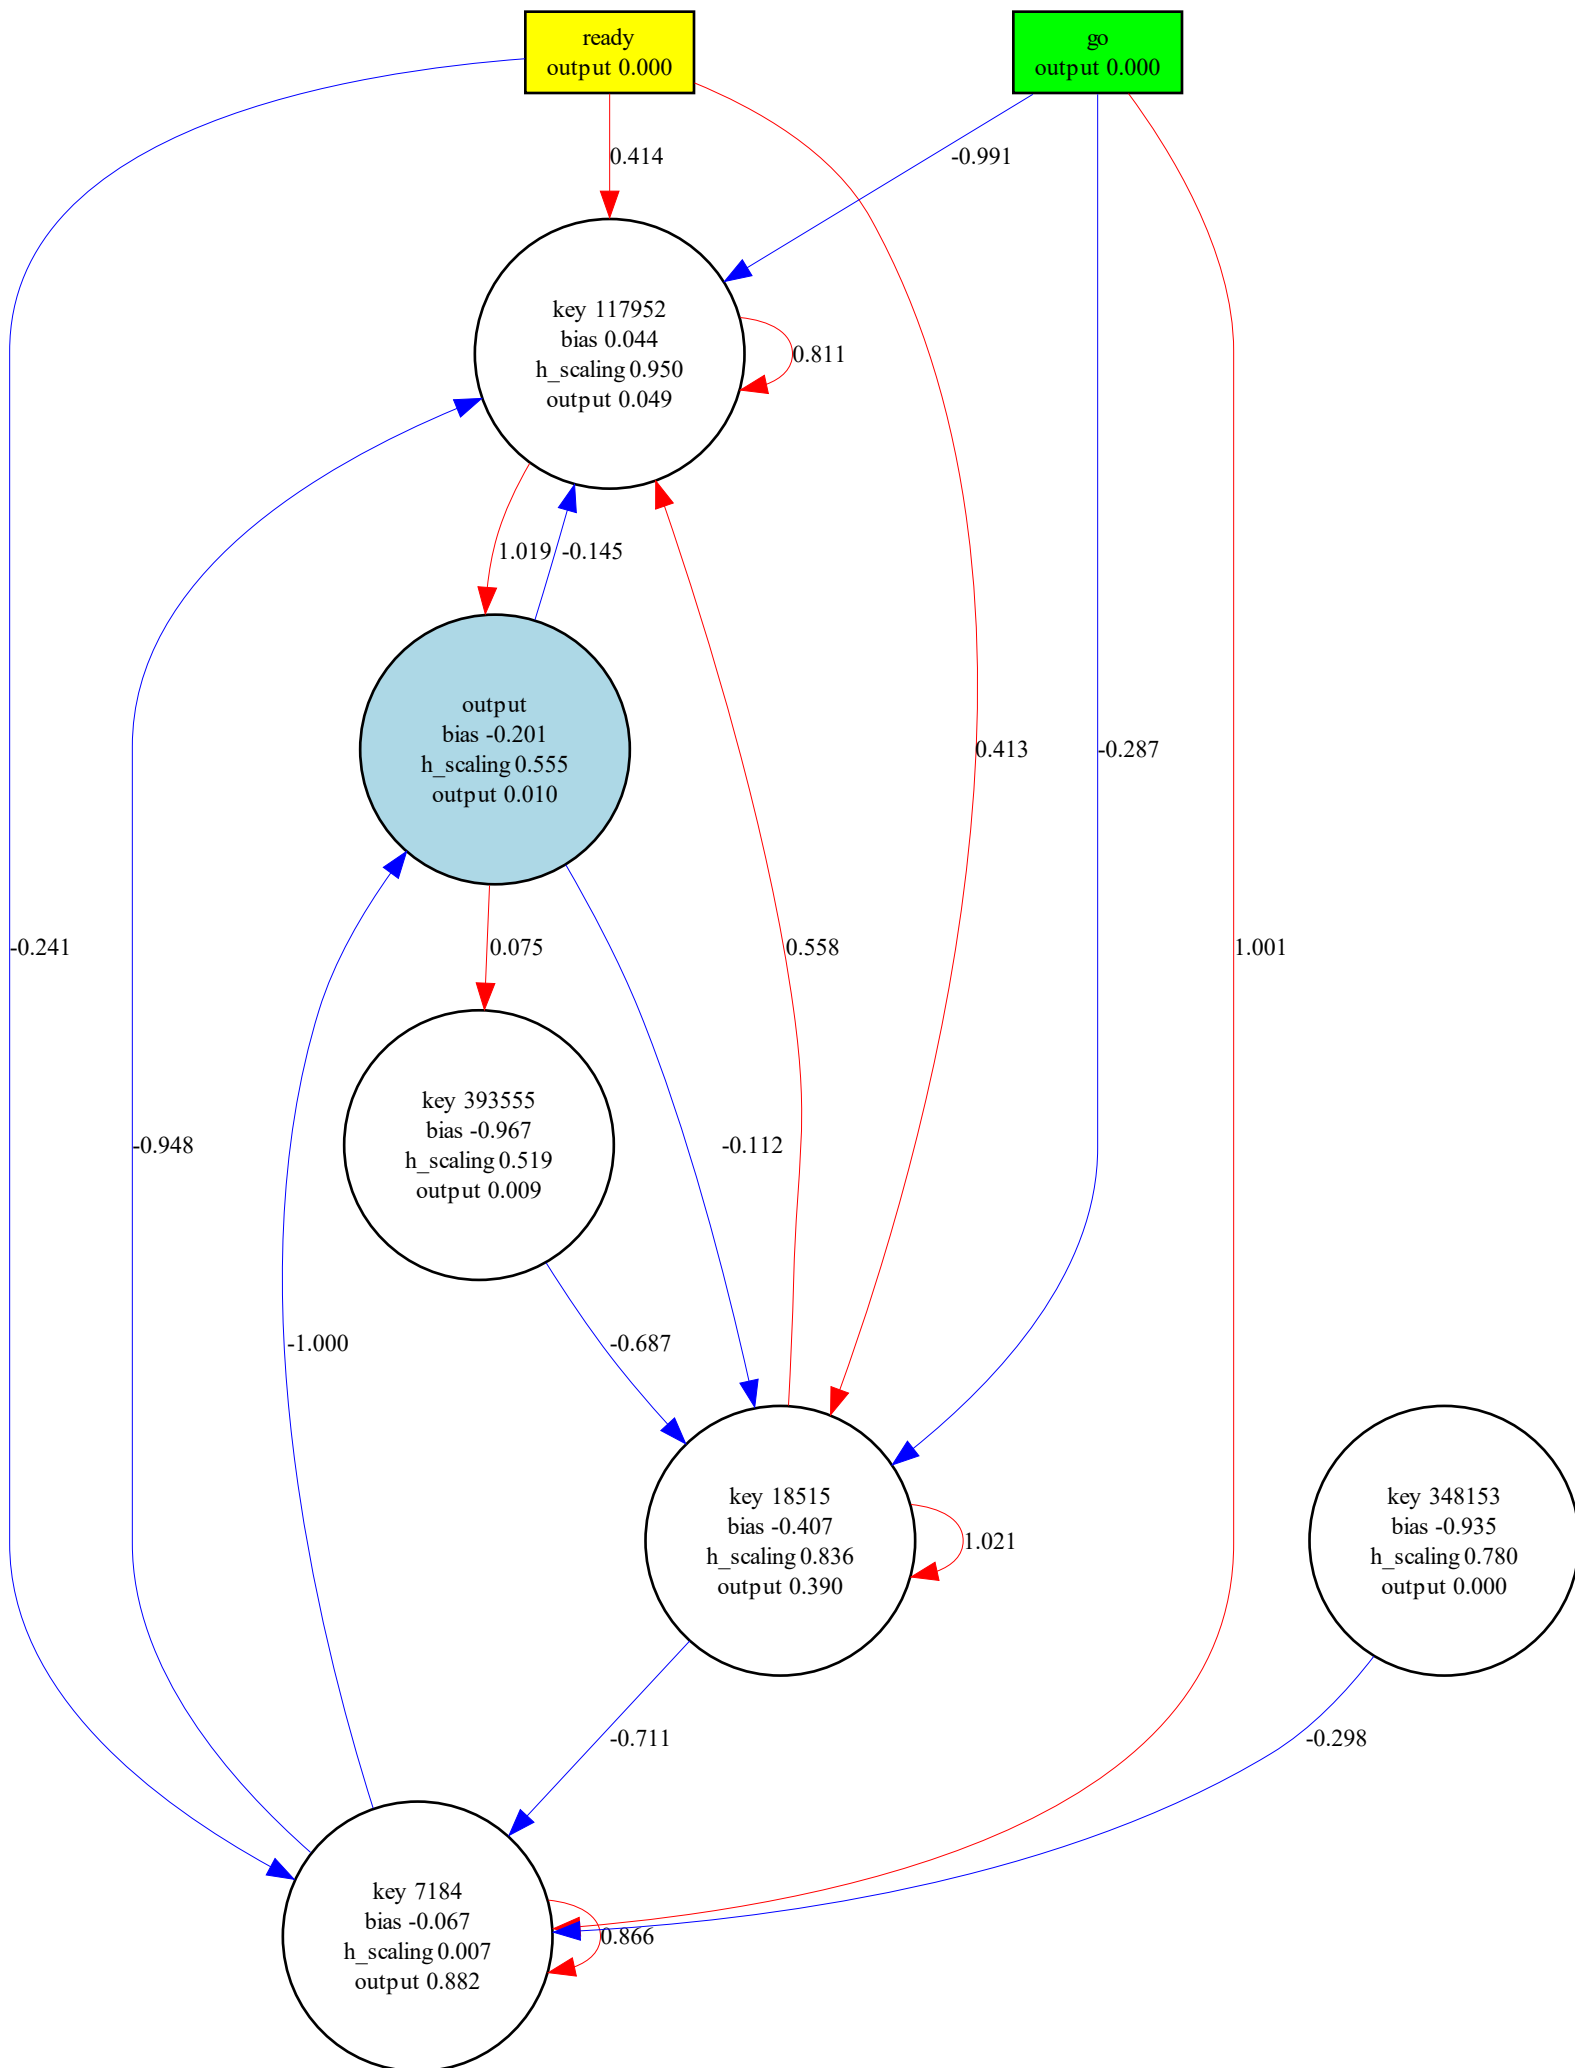 ready
output 0.000
go
output 0.000
0.414
-0.991
key 117952
bias 0.044
h_scaling 0.950
output 0.049
0.811
1.019
-0.145
output
bias -0.201
h_scaling 0.555
output 0.010
0.413
-0.287
-0.241
0.075
0.558
1.001
key 393555
bias -0.967
h_scaling 0.519
output 0.009
-0.948
-0.112
-1.000
-0.687
key 18515
bias -0.407
h_scaling 0.836
output 0.390
1.021
key 348153
bias -0.935
h_scaling 0.780
output 0.000
-0.711
-0.298
key 7184
bias -0.067
h_scaling 0.007
output 0.882
0.866